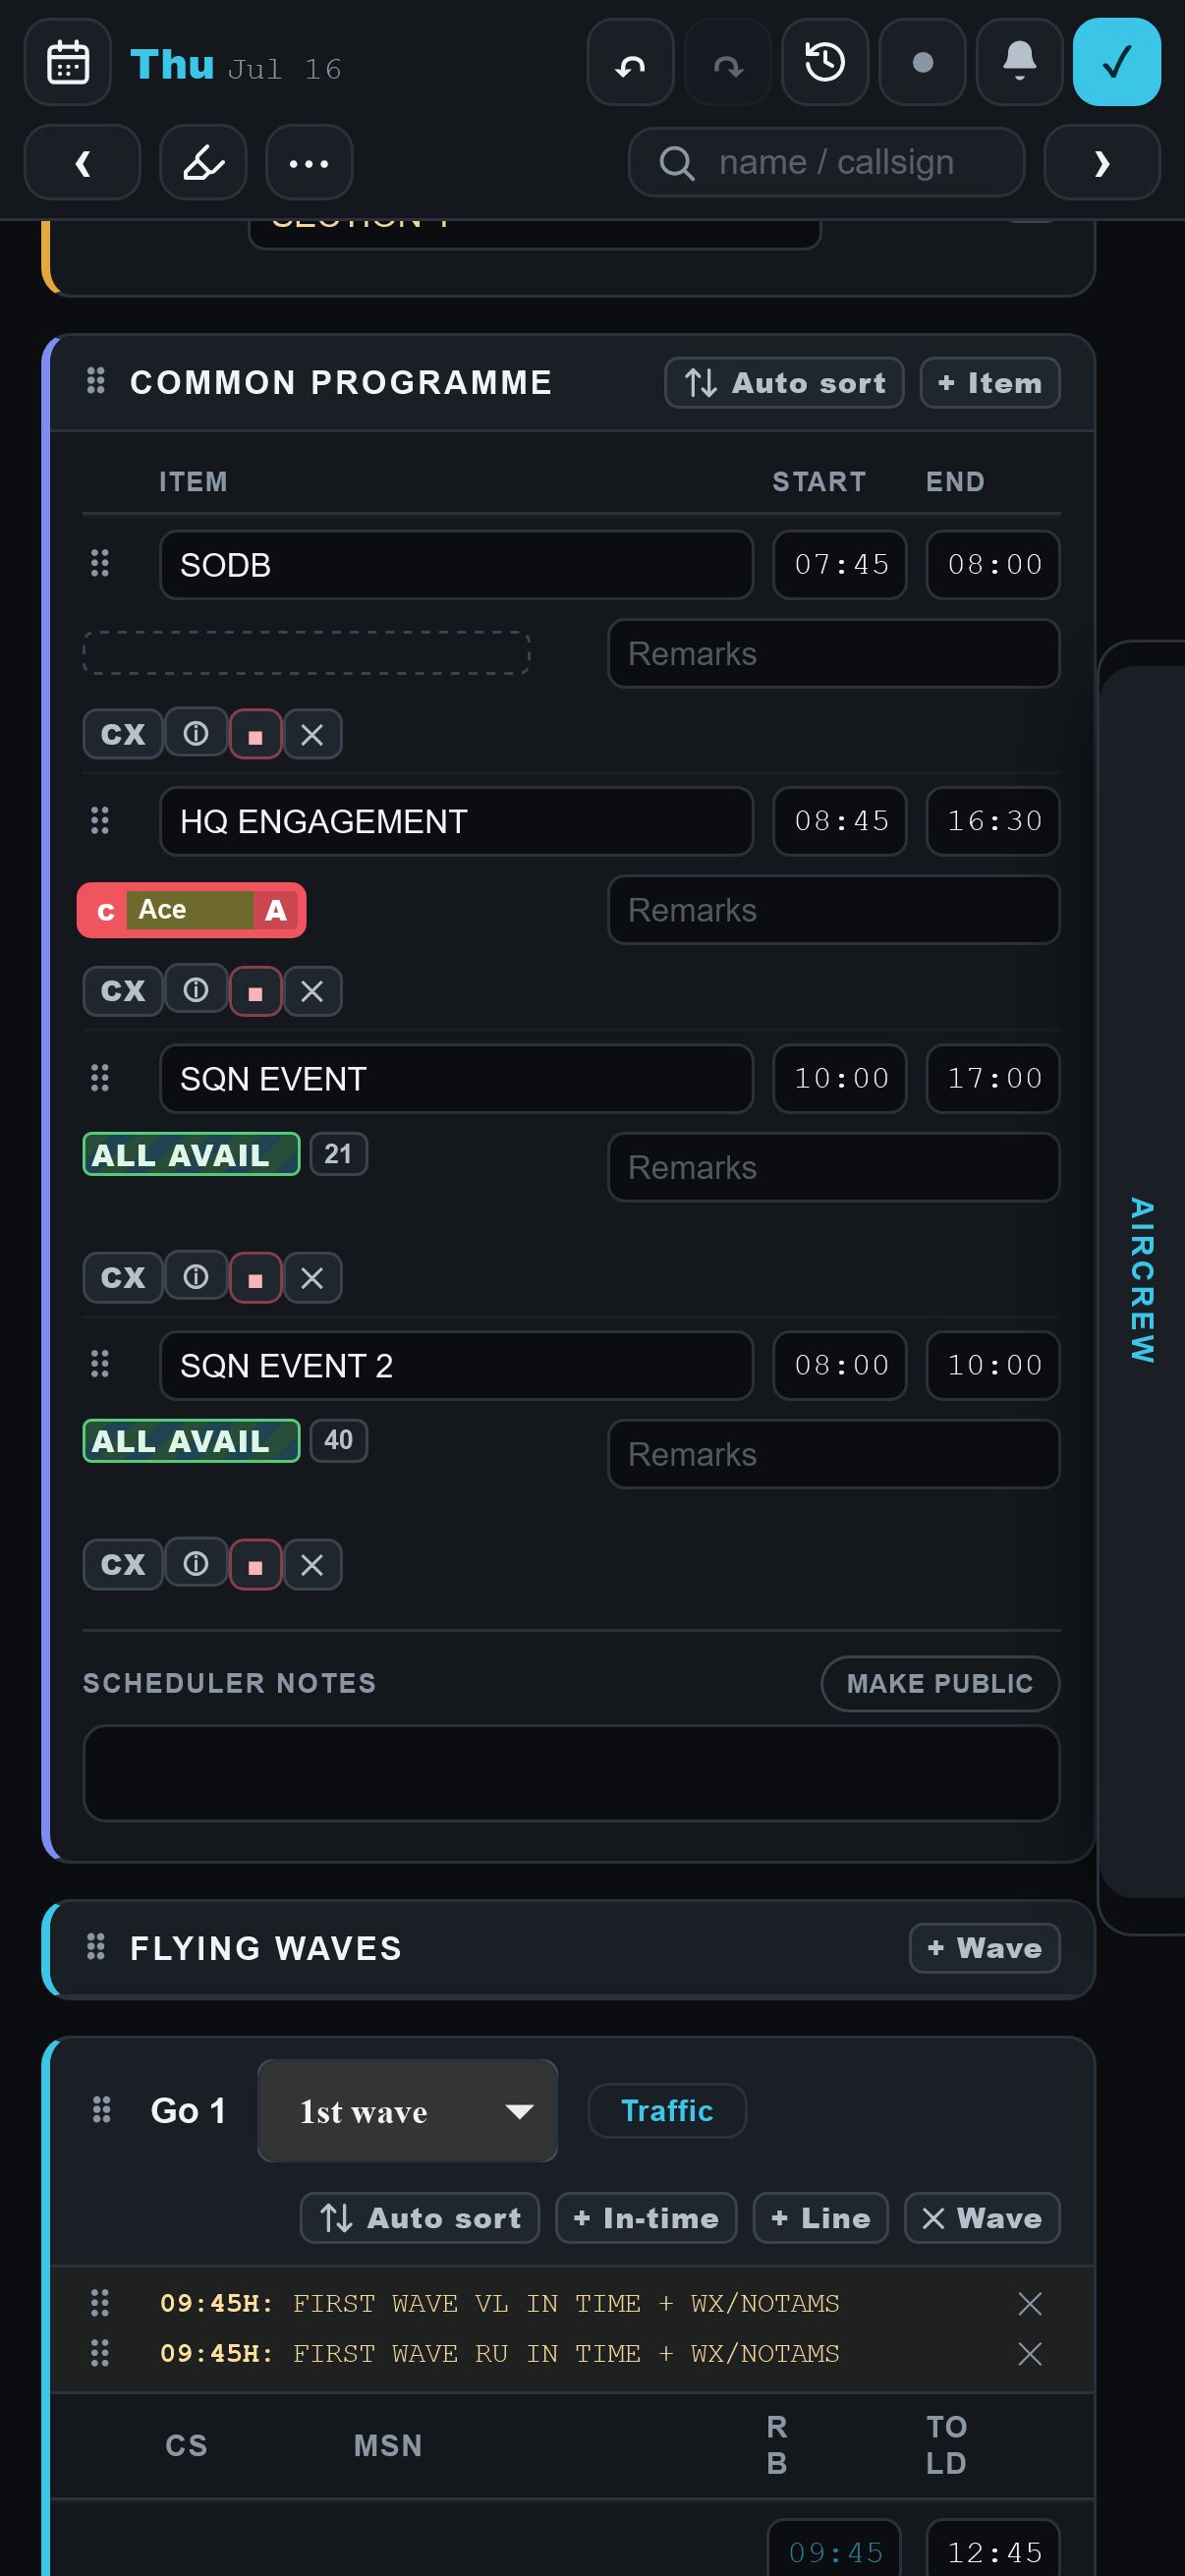 Thu Jul 16
name / callsign
SECTION 1
COMMON PROGRAMME Auto sort + Item
ITEM START END
SODB 07:45 08:00
Remarks
CX
HQ ENGAGEMENT 08:45 16:30
c Ace A Remarks
CX
SQN EVENT 10:00 17:00
ALL AVAIL 21 Remarks
CX
SQN EVENT 2 08:00 10:00
ALL AVAIL 40 Remarks
CX
SCHEDULER NOTES MAKE PUBLIC
AIRCREW
FLYING WAVES + Wave
Go 1 1st wave Traffic
Auto sort + In-time + Line × Wave
09:45H: FIRST WAVE VL IN TIME + WX/NOTAMS
09:45H: FIRST WAVE RU IN TIME + WX/NOTAMS
CS MSN R TO
B LD
09:45 12:45